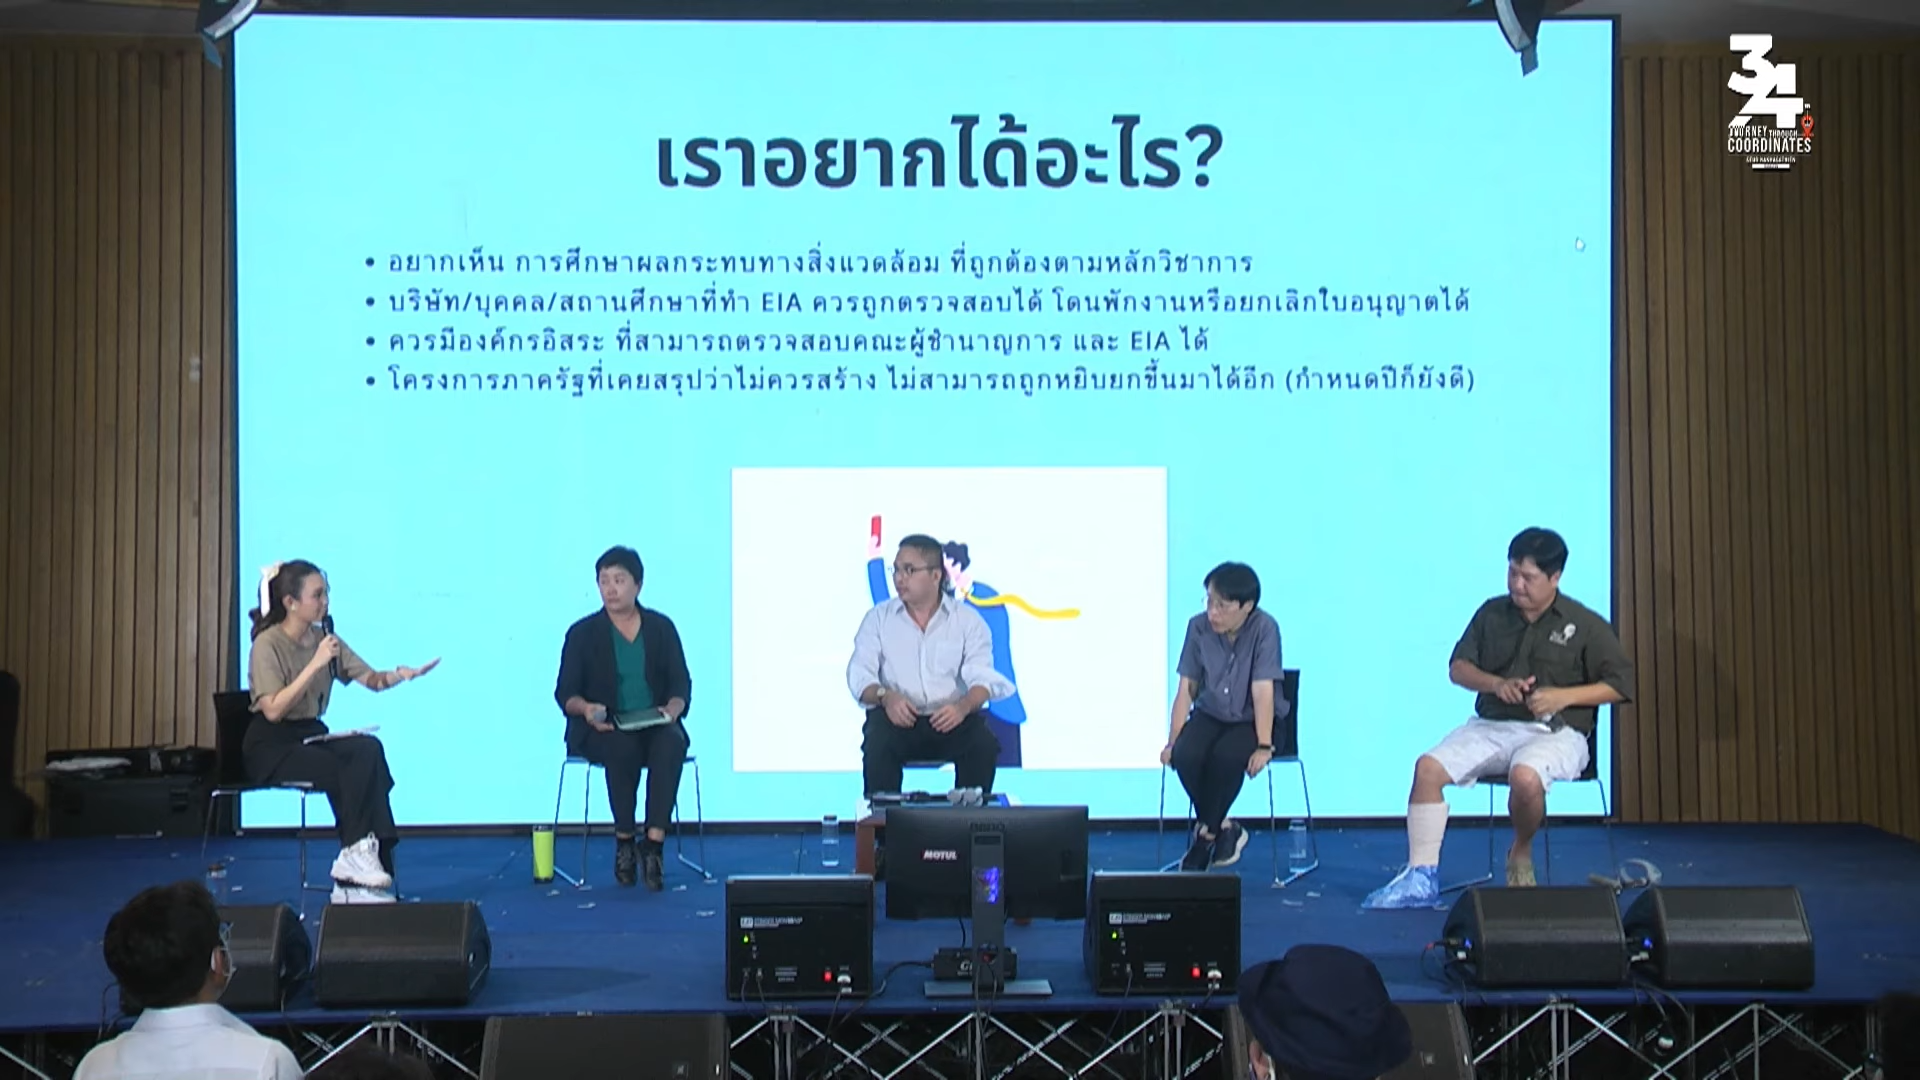 34
TH
JOURNEY THROUGH
COORDINATES
เราอยากได้อะไร?
• อยากเห็น การศึกษาผลกระทบทางสิ่งแวดล้อม ที่ถูกต้องตามหลักวิชาการ
• บริษัท/บุคคล/สถานศึกษาที่ทำ EIA ควรถูกตรวจสอบได้ โดนพักงานหรือยกเลิกใบอนุญาตได้
• ควรมีองค์กรอิสระ ที่สามารถตรวจสอบคณะผู้ชำนาญการ และ EIA ได้
• โครงการภาครัฐที่เคยสรุปว่าไม่ควรสร้าง ไม่สามารถถูกหยิบยกขึ้นมาได้อีก (กำหนดปีก็ยังดี)
BENQ
MOTUL